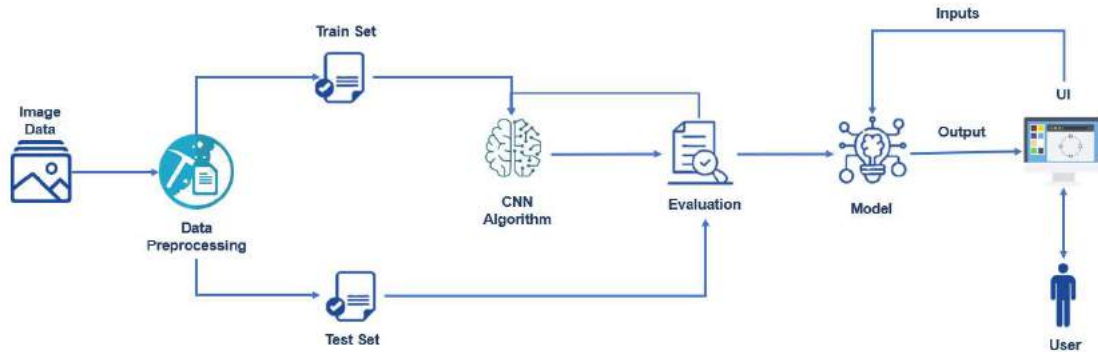 Inputs
Train Set
UI
Image
Data
Output
CNN
Algorithm
Evaluation
Model
Data
Preprocessing
Test Set
User